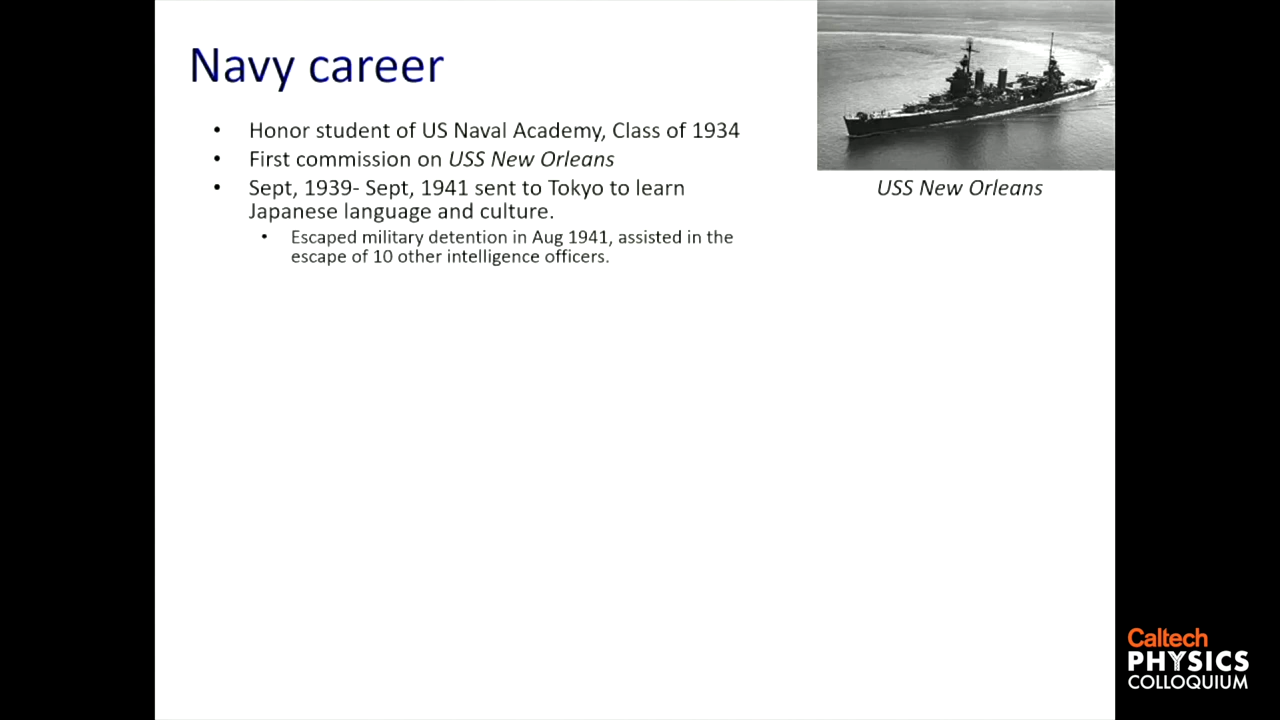 Navy career
• Honor student of US Naval Academy, Class of 1934
• First commission on USS New Orleans
• Sept, 1939- Sept, 1941 sent to Tokyo to learn
Japanese language and culture.
• Escaped military detention in Aug 1941, assisted in the
escape of 10 other intelligence officers.
USS New Orleans
Caltech
PHYSICS
COLLOQUIUM